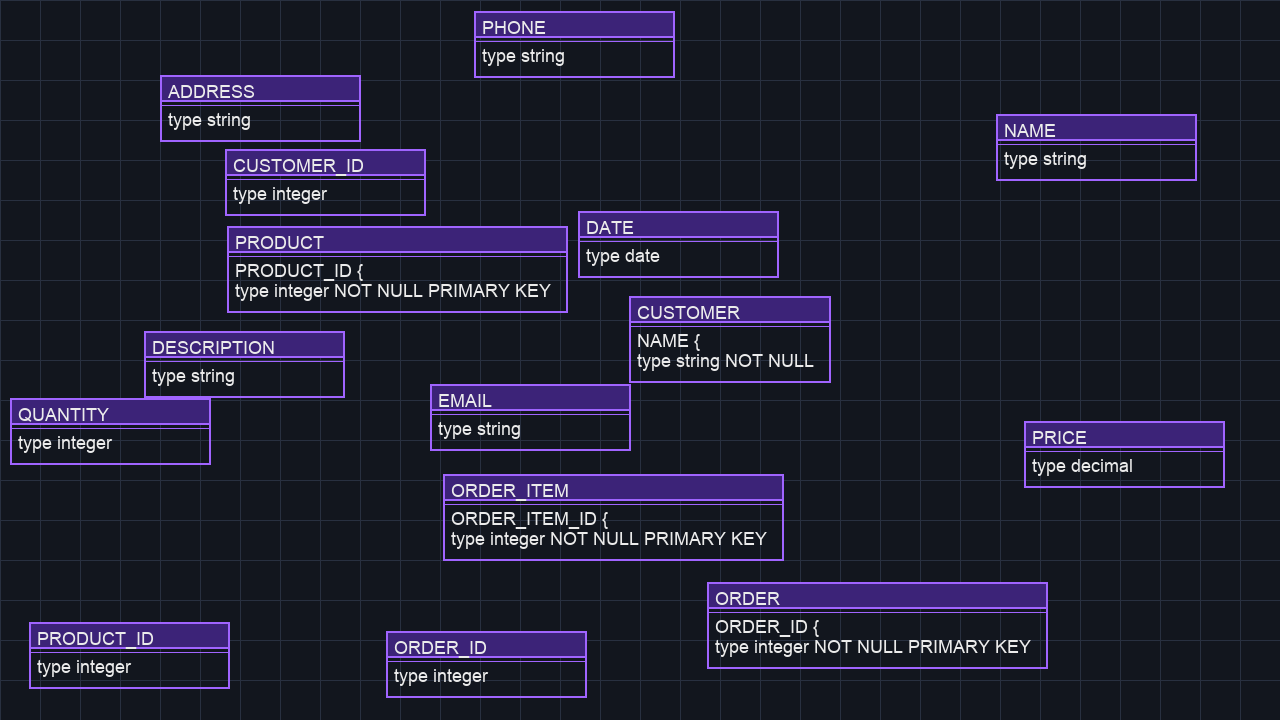 PHONE
type string
ADDRESS
type string
NAME
type string
CUSTOMER_ID
type integer
DATE
type date
PRODUCT
PRODUCT_ID {
type integer NOT NULL PRIMARY KEY
CUSTOMER
NAME {
type string NOT NULL
DESCRIPTION
type string
EMAIL
type string
QUANTITY
type integer
PRICE
type decimal
ORDER_ITEM
ORDER_ITEM_ID {
type integer NOT NULL PRIMARY KEY
ORDER
ORDER_ID {
type integer NOT NULL PRIMARY KEY
PRODUCT_ID
type integer
ORDER_ID
type integer